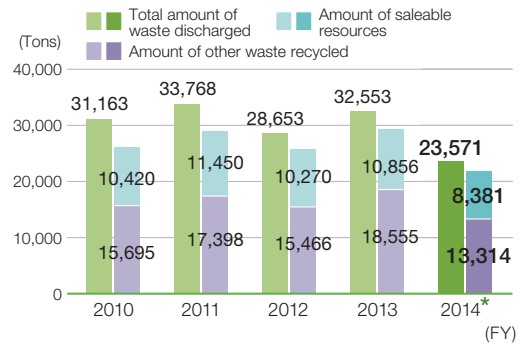 Total amount of
waste discharged
Amount of saleable
resources
Amount of other waste recycled
(Tons)
40,000
30,000
20,000
10,000
0
31,163
10,420
15,695
33,768
11,450
17,398
28,653
10,270
15,466
32,553
10,856
18,555
23,571
8,381
13,314
2010 2011 2012 2013 2014*
(FY)